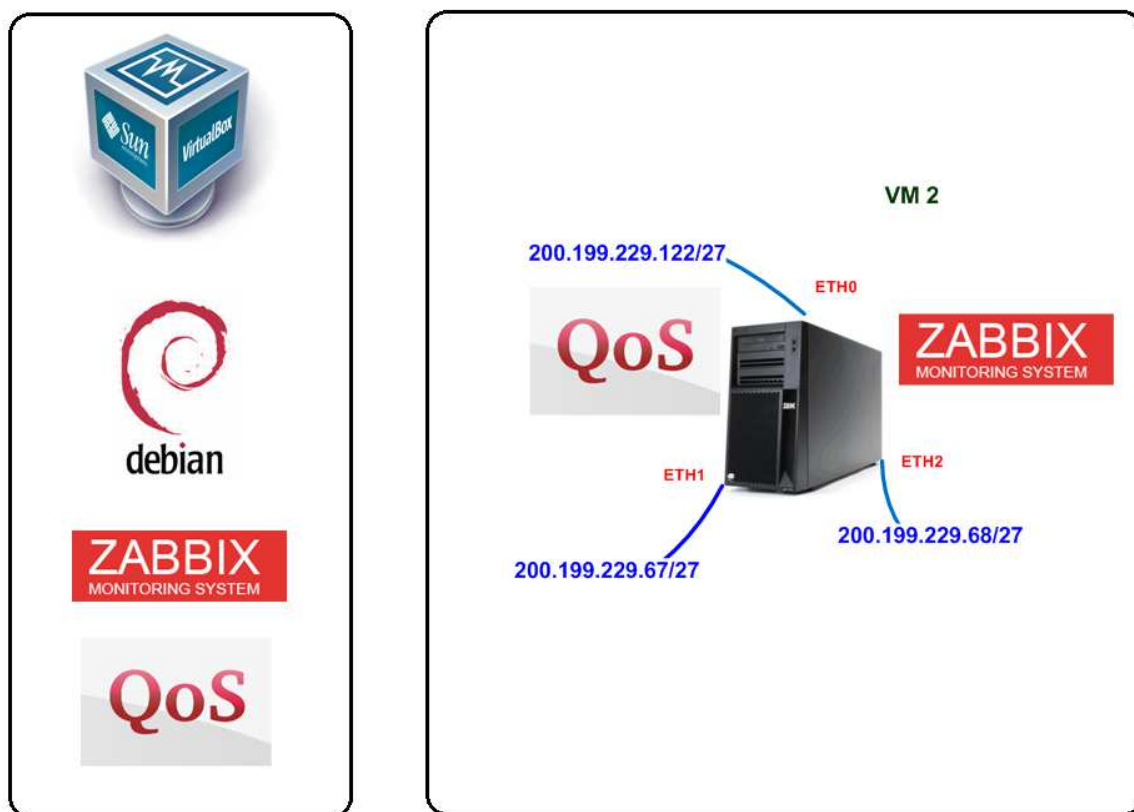 Sun
VirtualBox
debian
ZABBIX
MONITORING SYSTEM
QoS
VM 2
200.199.229.122/27
ETH0
QoS
ZABBIX
MONITORING SYSTEM
IBM
ETH1
ETH2
200.199.229.68/27
200.199.229.67/27